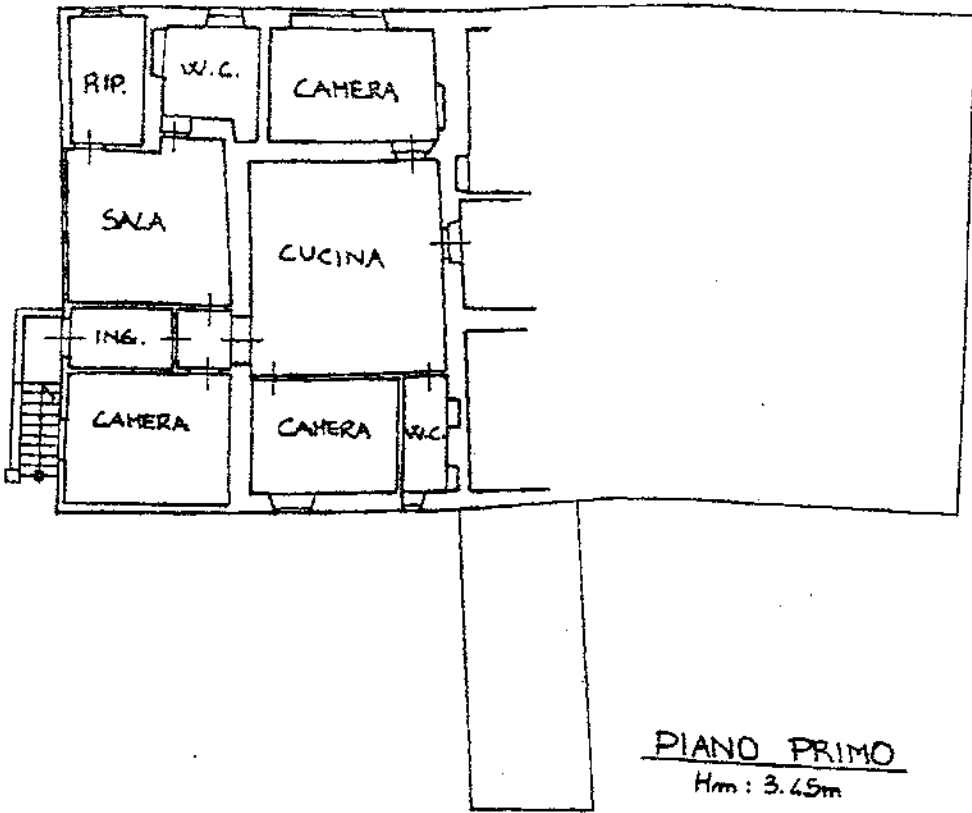 RIP.
W.C.
CAMERA
SALA
CUCINA
ING.
CAMERA
CAMERA
W.C.
PIANO PRIMO
Hm: 3.45m